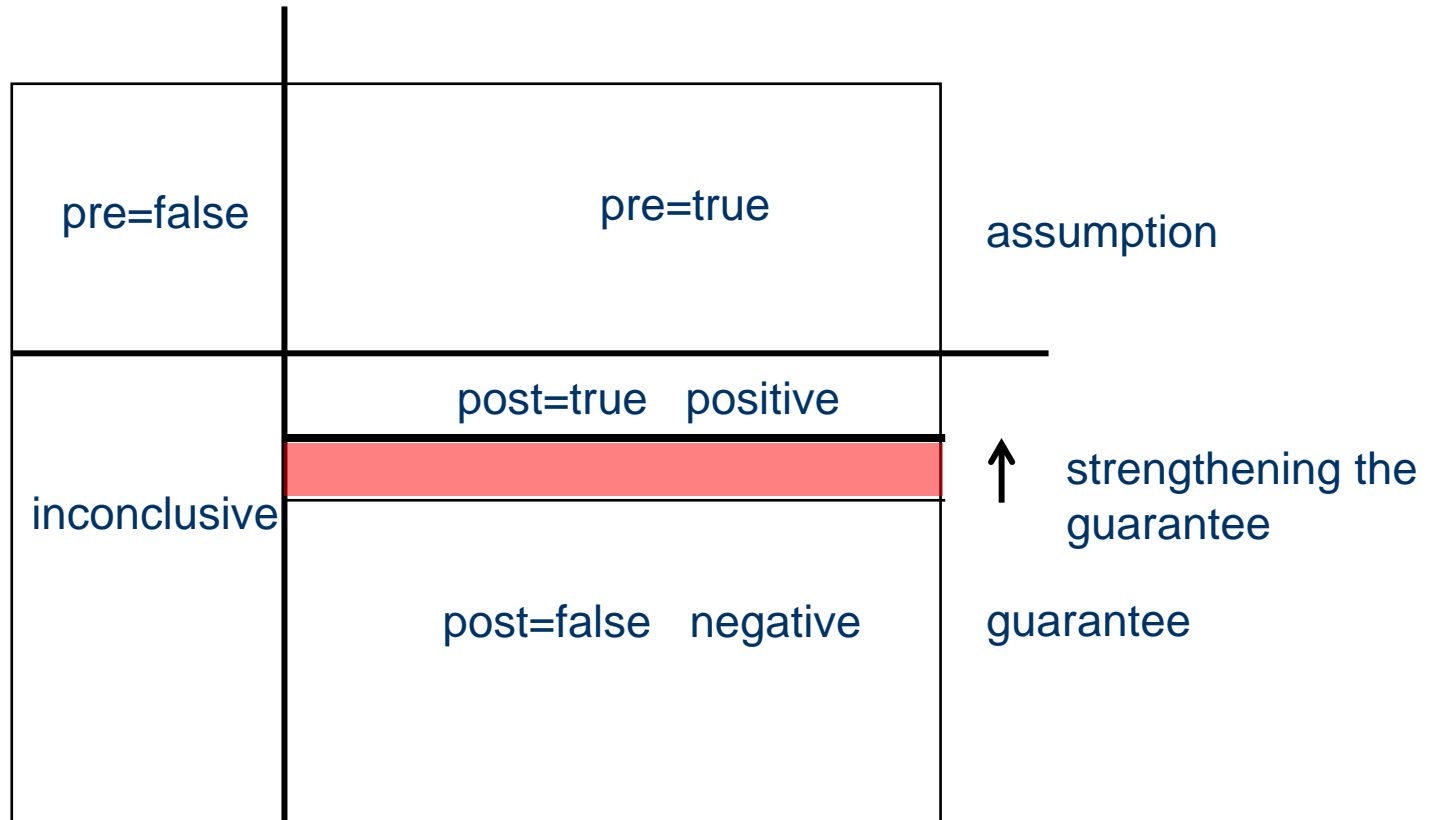 pre=false
pre=true
assumption
post=true positive
strengthening the
guarantee
inconclusive
post=false negative
guarantee